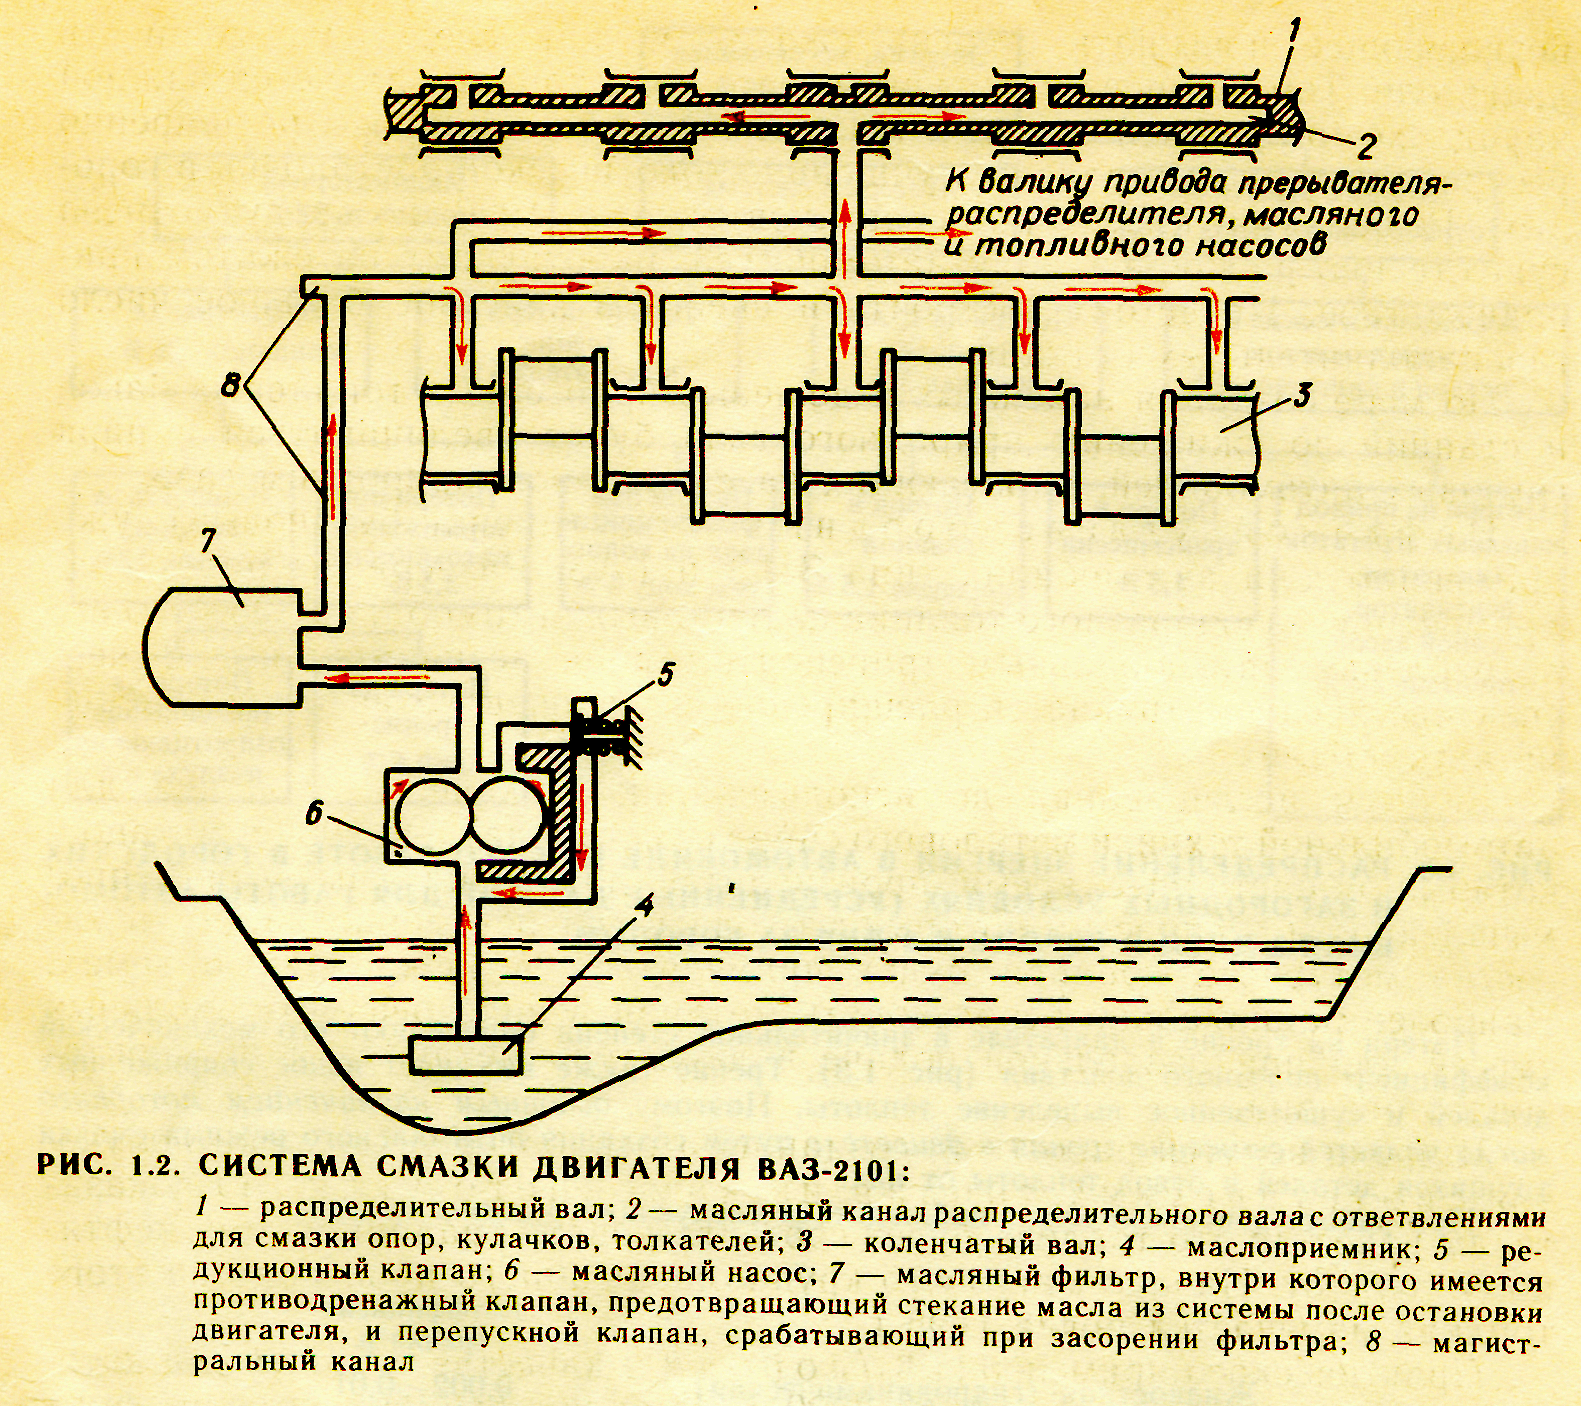 1
2
К валику привода прерывателя-
распределителя, масляного
и топливного насосов
8
3
7
5
6
4
РИС. 1.2. СИСТЕМА СМАЗКИ ДВИГАТЕЛЯ ВАЗ-2101:
1 — распределительный вал; 2 — масляный канал распределительного вала с ответвлениями
для смазки опор, кулачков, толкателей; 3 — коленчатый вал; 4 — маслоприемник; 5 — ре-
дукционный клапан; 6 — масляный насос; 7 — масляный фильтр, внутри которого имеется
противодренажный клапан, предотвращающий стекание масла из системы после остановки
двигателя, и перепускной клапан, срабатывающий при засорении фильтра; 8 — магист-
ральный канал